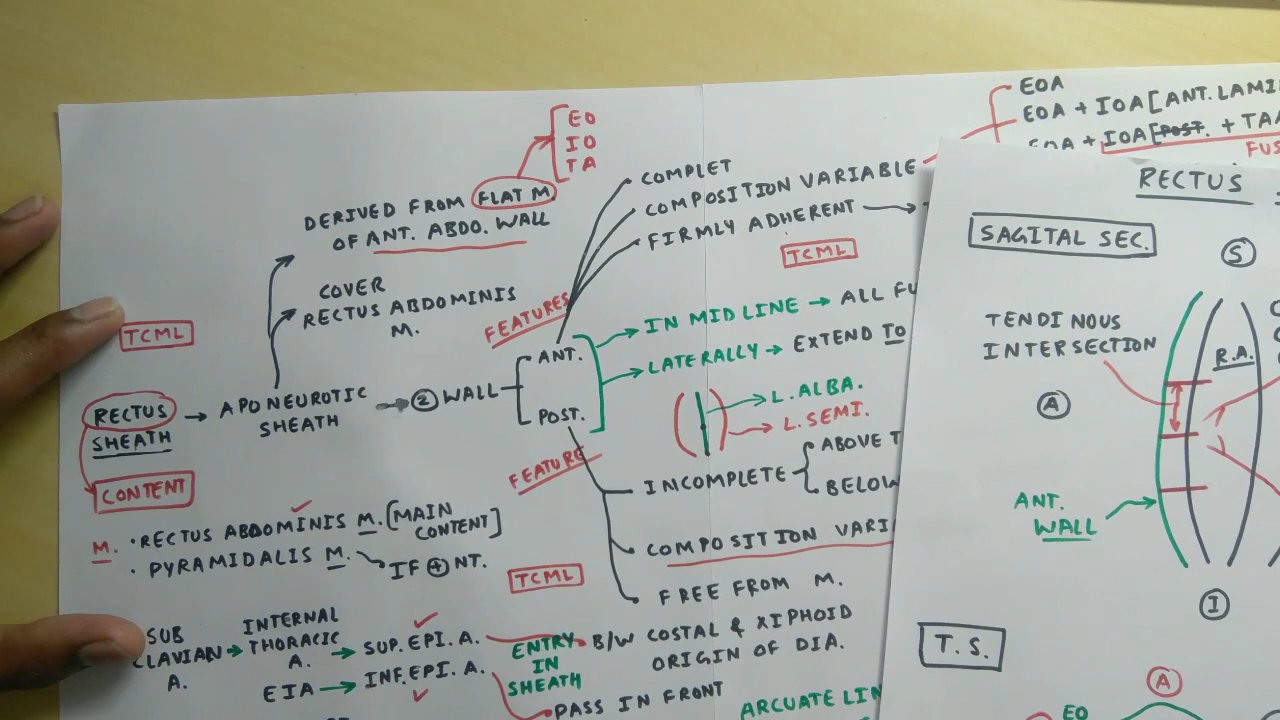 EO
IO
TA
DERIVED FROM FLAT M.
OF ANT. ABDO. WALL
COVER
RECTUS ABDOMINIS
M.
TCML
RECTUS
SHEATH
APONEUROTIC
SHEATH
② WALL
ANT.
POST.
CONTENT
FEATURES
COMPLET
COMPOSITION VARIABLE
FIRMLY ADHERENT
EOA
EOA + IOA [ANT. LAMI
EOA + IOA [POST. + TAA
FUS
TCML
IN MID LINE → ALL FU
LATERALLY → EXTEND TO
L. ALBA.
L. SEMI.
FEATURE
INCOMPLETE
ABOVE T
BELOW
COMPOSITION VARI
FREE FROM M.
M. · RECTUS ABDOMINIS M. [MAIN
CONTENT]
· PYRAMIDALIS M.
IF ⊕NT.
TCML
SUB
CLAVIAN
A.
INTERNAL
THORACIC
A.
SUP. EPI. A.
EIA → INF. EPI. A.
ENTRY
IN
SHEATH
B/W COSTAL & XIPHOID
ORIGIN OF DIA.
PASS IN FRONT
ARCUATE LIN
RECTUS
SAGITAL SEC.
S
TENDINOUS
INTERSECTION
R.A.
A
ANT.
WALL
I
T.S.
A
EO